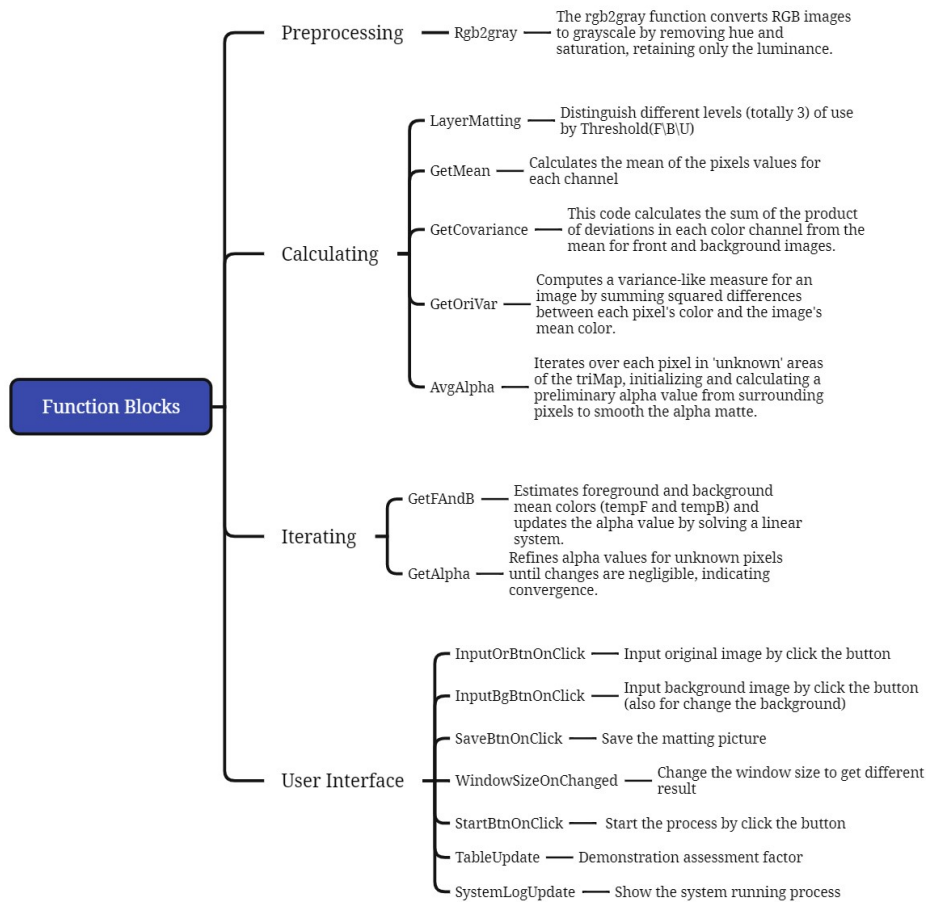 Function Blocks
Preprocessing
Rgb2gray
The rgb2gray function converts RGB images
to grayscale by removing hue and
saturation, retaining only the luminance.
Calculating
LayerMatting
Distinguish different levels (totally 3) of use
by Threshold(F\B\U)
GetMean
Calculates the mean of the pixels values for
each channel
GetCovariance
This code calculates the sum of the product
of deviations in each color channel from the
mean for front and background images.
GetOriVar
Computes a variance-like measure for an
image by summing squared differences
between each pixel's color and the image's
mean color.
AvgAlpha
Iterates over each pixel in 'unknown' areas
of the triMap, initializing and calculating a
preliminary alpha value from surrounding
pixels to smooth the alpha matte.
Iterating
GetFAndB
Estimates foreground and background
mean colors (tempF and tempB) and
updates the alpha value by solving a linear
system.
GetAlpha
Refines alpha values for unknown pixels
until changes are negligible, indicating
convergence.
User Interface
InputOrBtnOnClick
Input original image by click the button
InputBgBtnOnClick
Input background image by click the button
(also for change the background)
SaveBtnOnClick
Save the matting picture
WindowSizeOnChanged
Change the window size to get different
result
StartBtnOnClick
Start the process by click the button
TableUpdate
Demonstration assessment factor
SystemLogUpdate
Show the system running process